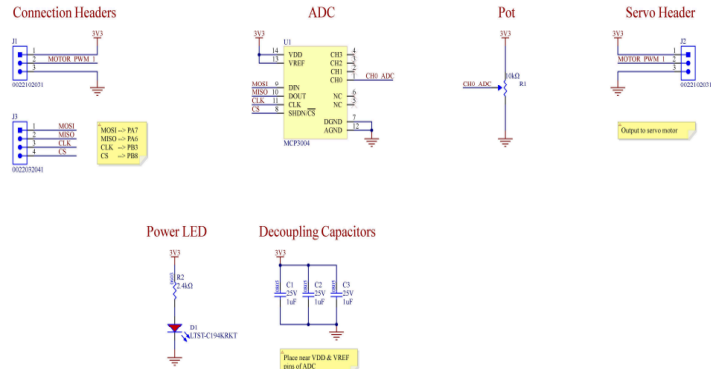 Connection Headers
ADC
Pot
Servo Header
J1
3V3
1
2 MOTOR_PWM_1
3
0022102031
J3
1 MOSI
2 MISO
3 CLK
4 CS
0022032041
MOSI --> PA7
MISO --> PA6
CLK --> PB3
CS --> PB8
3V3
U1
14 VDD CH3 4
13 VREF CH2 3
CH1 2
CH0 1 CH0_ADC
MOSI 9 DIN
MISO 10 DOUT NC 6
CLK 11 CLK NC 5
CS 8 SHDN/CS
DGND 7
AGND 12
MCP3004
3V3
10kΩ
CH0_ADC R1
3V3
J2
1
MOTOR_PWM_1 2
3
0022102031
Output to servo motor
Power LED
Decoupling Capacitors
3V3
R2
2.4kΩ
D1
LTST-C194KRKT
3V3
C1 C2 C3
25V 25V 25V
1uF 1uF 1uF
Place near VDD & VREF
pins of ADC